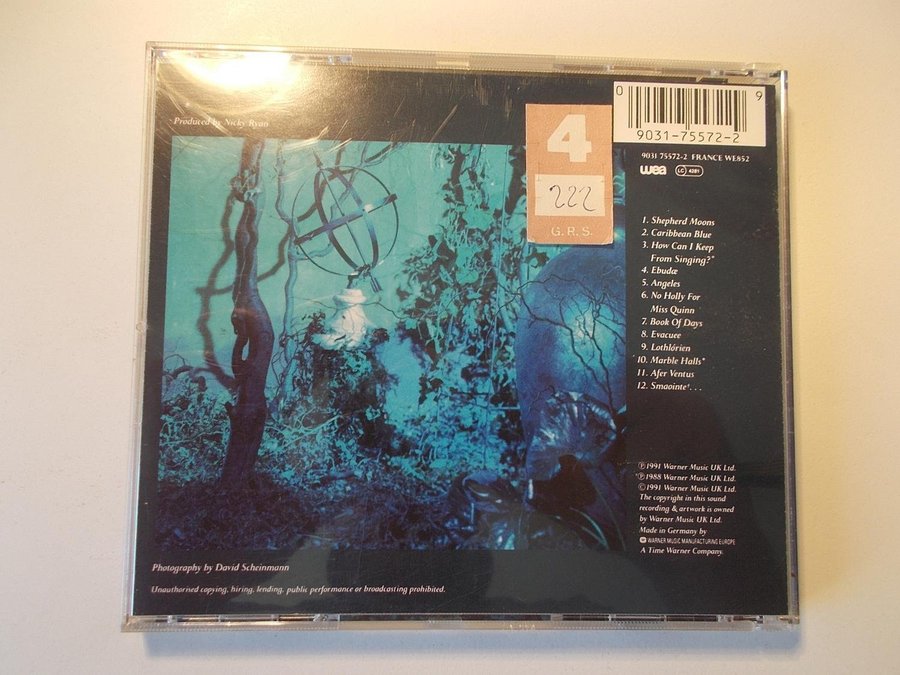 Produced by Nicky Ryan
4
222
G.R.S.
0
9
9031-75572-2
9031 75572-2 FRANCE WE852
wea LC 4281
1. Shepherd Moons
2. Caribbean Blue
3. How Can I Keep
From Singing?*
4. Ebudæ
5. Angeles
6. No Holly For
Miss Quinn
7. Book Of Days
8. Evacuee
9. Lothlórien
10. Marble Halls*
11. Afer Ventus
12. Smaointe†...
℗1991 Warner Music UK Ltd.
†℗1988 Warner Music UK Ltd.
©1991 Warner Music UK Ltd.
The copyright in this sound
recording & artwork is owned
by Warner Music UK Ltd.
Made in Germany by
WARNER MUSIC MANUFACTURING EUROPE
A Time Warner Company.
Photography by David Scheinmann
Unauthorised copying, hiring, lending, public performance or broadcasting prohibited.